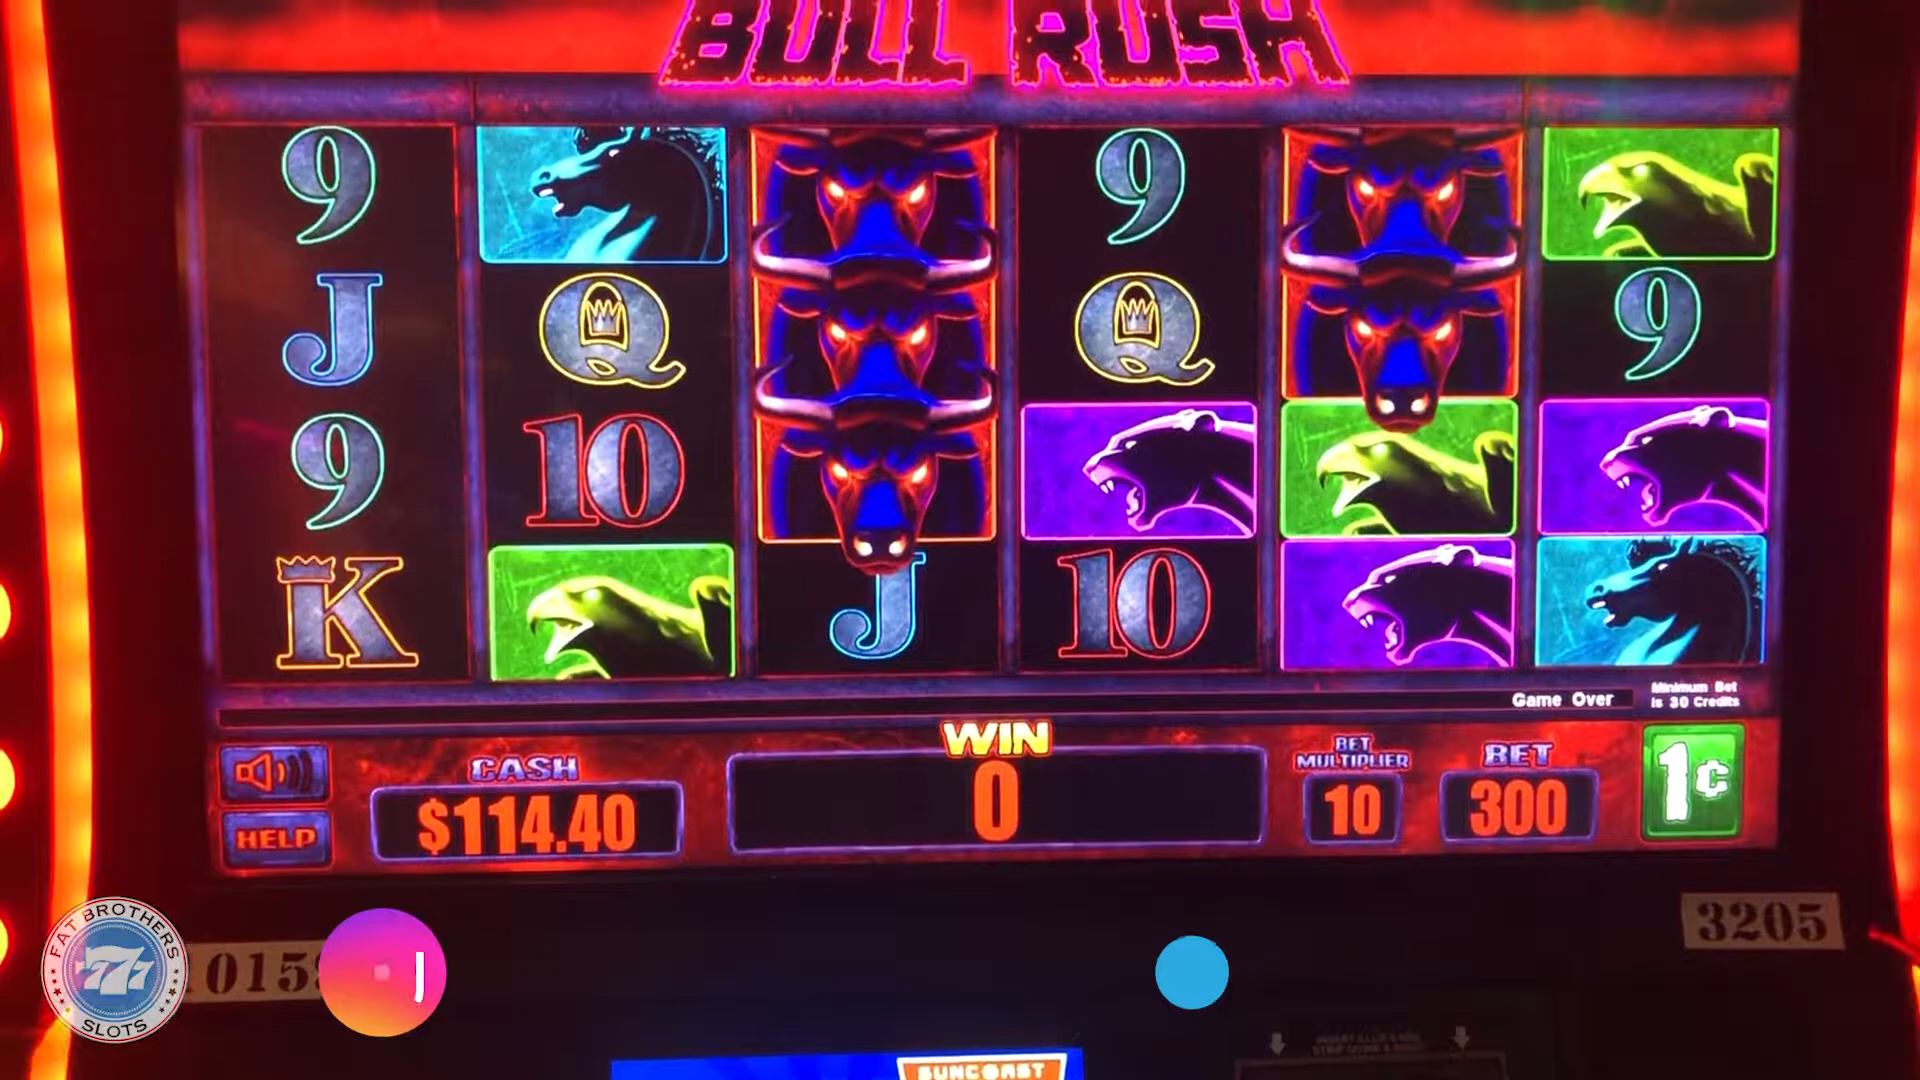 BULL RUSH
9 9
J Q Q 9
9 10
K J 10
Game Over
Minimum Bet
is 30 Credits
WIN
CASH
BET
MULTIPLIER
BET
1¢
HELP
$114.40
0
10
300
FAT BROTHERS
777
SLOTS
015
3205
SUNCOAST